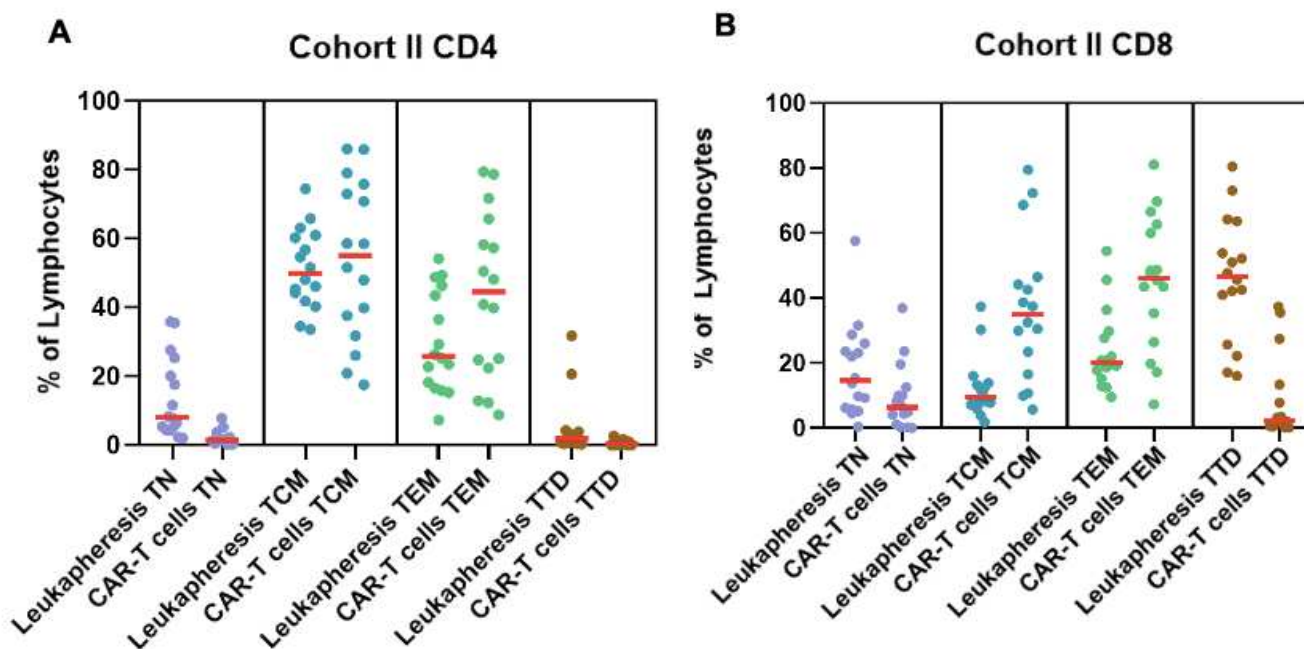 A
Cohort II CD4
% of Lymphocytes
100
80
60
40
20
0
Leukapheresis TN
CAR-T cells TN
Leukapheresis TCM
CAR-T cells TCM
Leukapheresis TEM
CAR-T cells TEM
Leukapheresis TTD
CAR-T cells TTD
B
Cohort II CD8
% of Lymphocytes
100
80
60
40
20
0
Leukapheresis TN
CAR-T cells TN
Leukapheresis TCM
CAR-T cells TCM
Leukapheresis TEM
CAR-T cells TEM
Leukapheresis TTD
CAR-T cells TTD